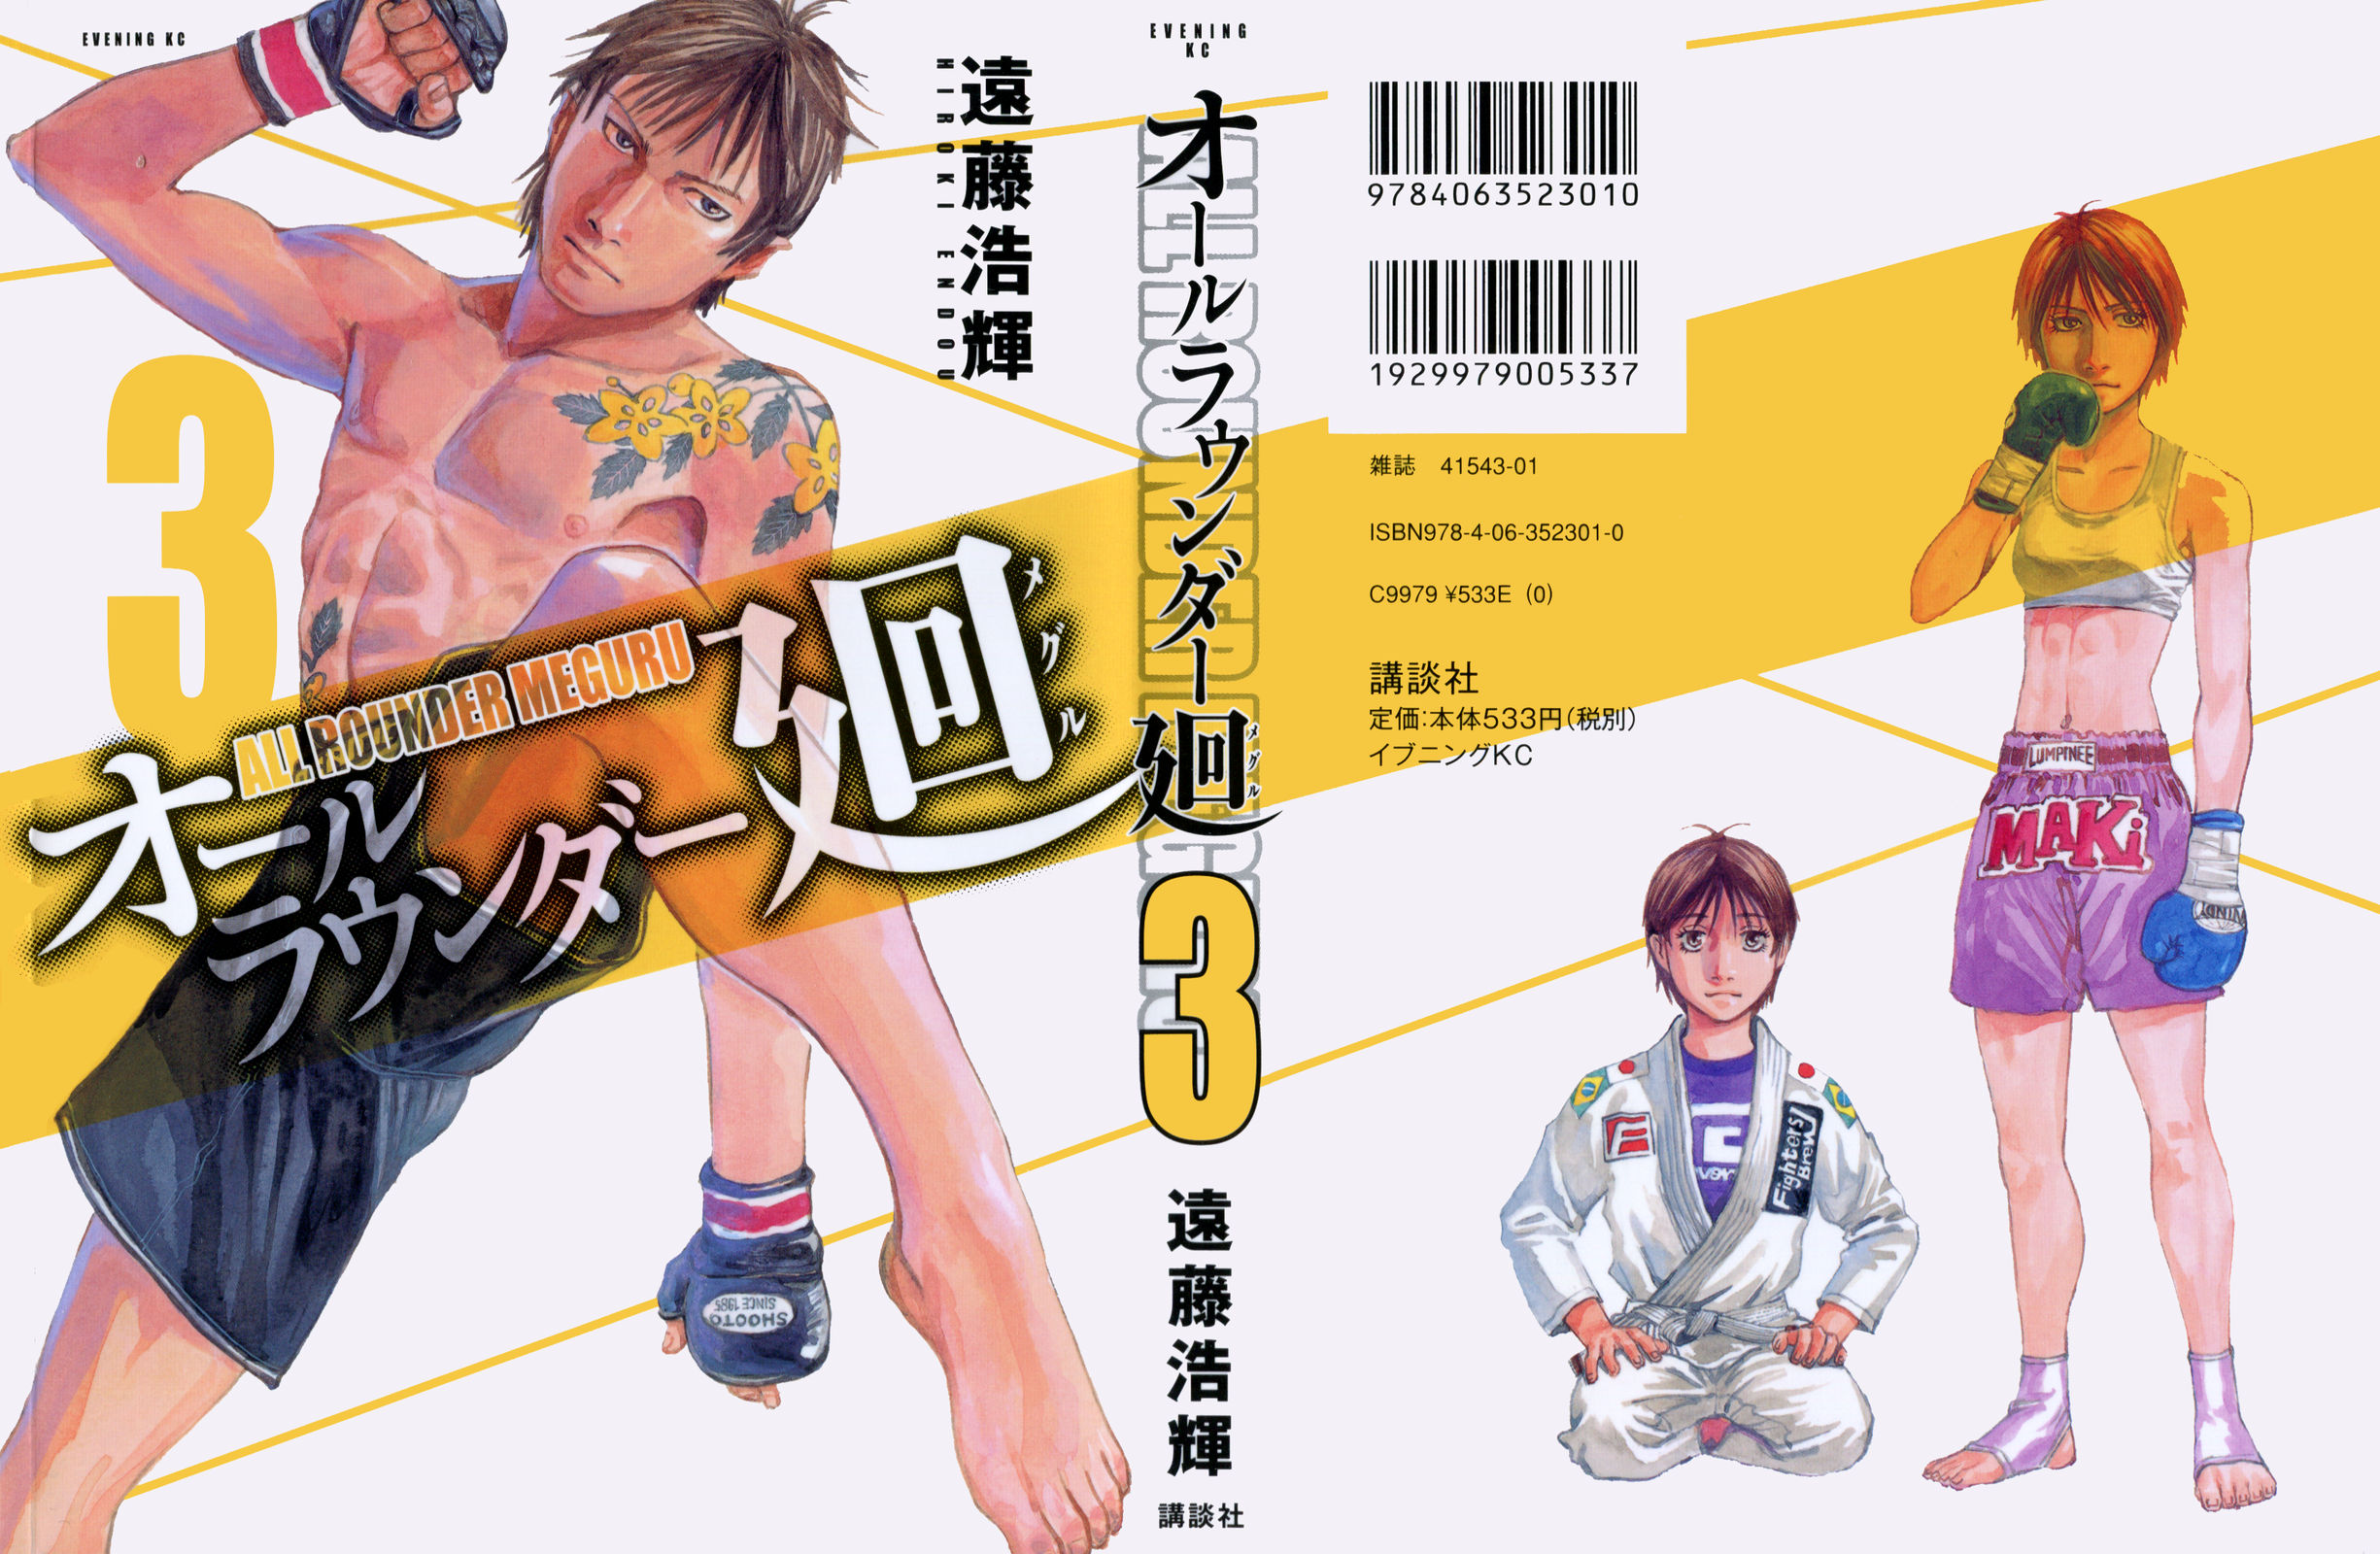 EVENING KC
遠藤浩輝
HIROKI ENDOU
3
ALL ROUNDER MEGURU
オール
ラウンダー
廻
メグル
SHOOTO
SINCE 1985
EVENING
KC
オールラウンダー廻
メグル
3
遠藤浩輝
講談社
9784063523010
1929979005337
雑誌 41543-01
ISBN978-4-06-352301-0
C9979 ¥533E (0)
講談社
定価:本体533円(税別)
イブニングKC
LUMPINEE
MAKi
Fighters
Brew